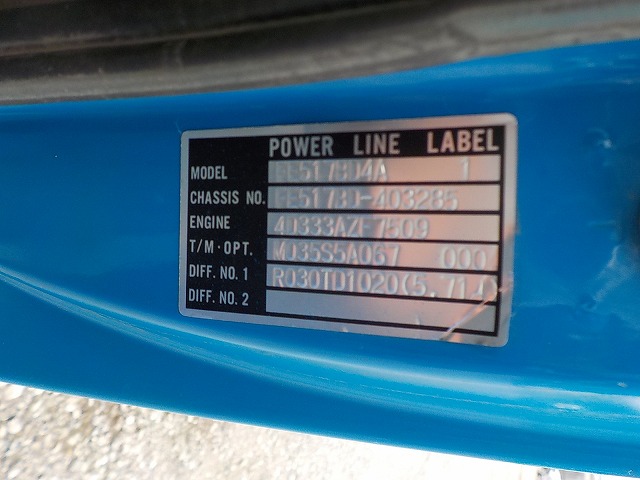 POWER LINE LABEL
MODEL FE517BD4A 1
CHASSIS NO. FE517BD-403285
ENGINE
T/M·OPT. M035S5A067 000
DIFF. NO. 1 R030TD1020(5.714)
DIFF. NO. 2